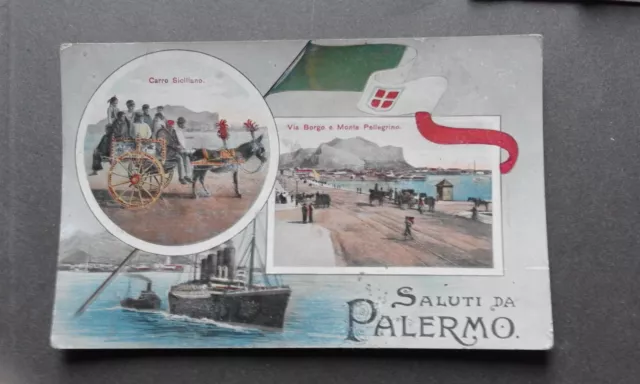 Carro Siciliano.
Via Borgo e Monte Pellegrino.
SALUTI DA
PALERMO.